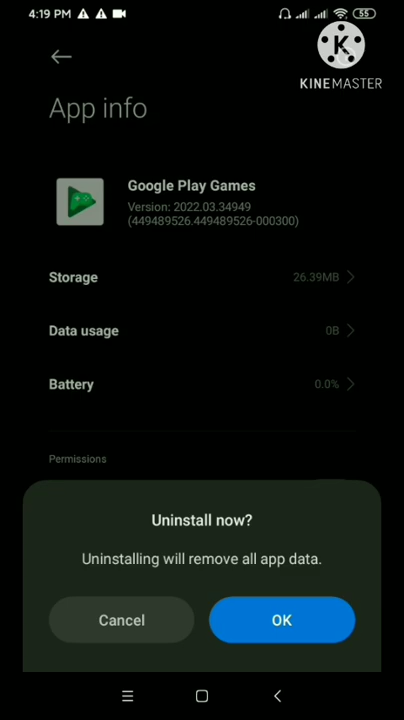 4:19 PM
55
K
KINEMASTER
App info
Google Play Games
Version: 2022.03.34949
(449489526.449489526-000300)
Storage
26.39MB
Data usage
0B
Battery
0.0%
Permissions
Uninstall now?
Uninstalling will remove all app data.
Cancel
OK